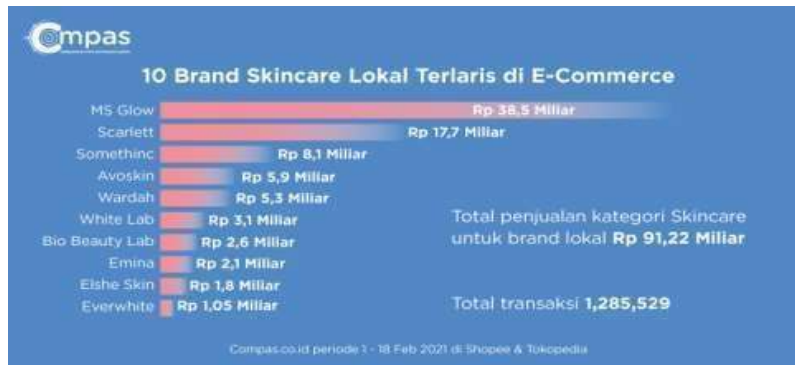 Compas
10 Brand Skincare Lokal Terlaris di E-Commerce
MS Glow Rp 38,5 Miliar
Scarlett Rp 17,7 Miliar
Somethinc Rp 8,1 Miliar
Avoskin Rp 5,9 Miliar
Wardah Rp 5,3 Miliar
White Lab Rp 3,1 Miliar
Bio Beauty Lab Rp 2,6 Miliar
Emina Rp 2,1 Miliar
Elshe Skin Rp 1,8 Miliar
Everwhite Rp 1,05 Miliar
Total penjualan kategori Skincare
untuk brand lokal Rp 91,22 Miliar
Total transaksi 1,285,529
Compas.co.id periode 1 - 18 Feb 2021 di Shopee & Tokopedia